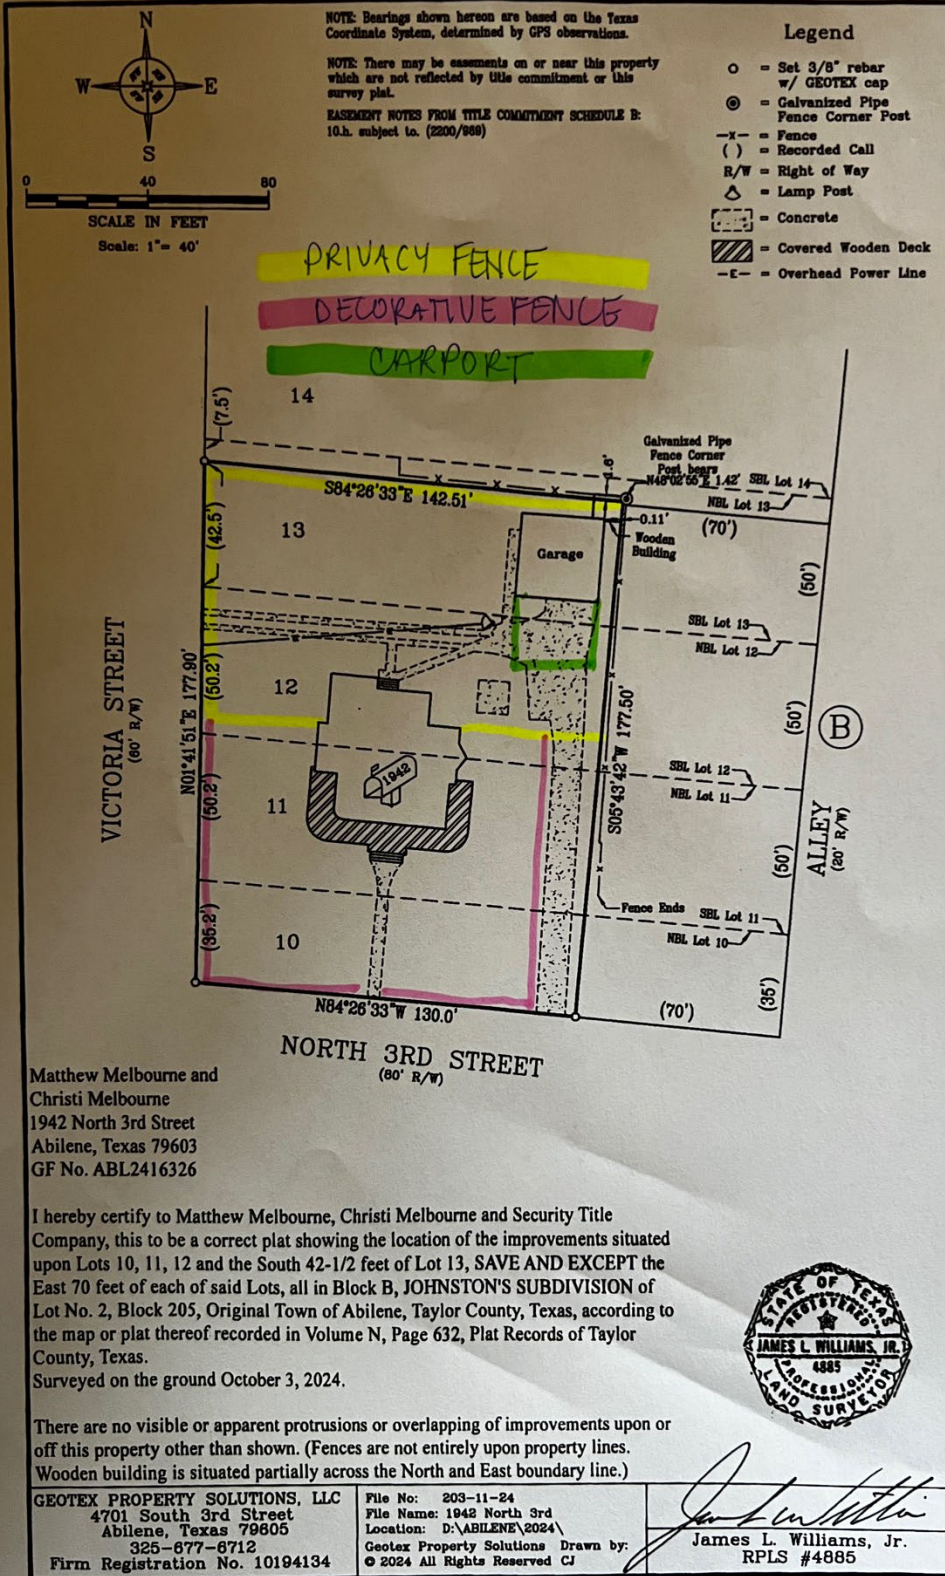 N
W
E
S
0 40 80
SCALE IN FEET
Scale: 1"= 40'
NOTE: Bearings shown hereon are based on the Texas
Coordinate System, determined by GPS observations.
NOTE: There may be easements on or near this property
which are not reflected by title commitment or this
survey plat.
EASEMENT NOTES FROM TITLE COMMITMENT SCHEDULE B:
10.h. subject to. (2200/989)
Legend
= Set 3/8" rebar
w/ GEOTEX cap
= Galvanized Pipe
Fence Corner Post
—x— = Fence
( ) = Recorded Call
R/W = Right of Way
= Lamp Post
= Concrete
= Covered Wooden Deck
—E— = Overhead Power Line
PRIVACY FENCE
DECORATIVE FENCE
CARPORT
14
(7.5')
Galvanized Pipe
Fence Corner
Post bears
N48°02'55"E 1.42'
1.6'
SBL Lot 14
NBL Lot 13
S84°26'33"E 142.51'
(70')
13
(42.5')
0.11'
Wooden
Building
Garage
(50')
SBL Lot 13
NBL Lot 12
VICTORIA STREET
(60' R/W)
N01°41'51"E 177.90'
(50.2')
12
S05°43'42"W 177.50'
(50')
B
SBL Lot 12
NBL Lot 11
1942
(50.2')
11
ALLEY
(20' R/W)
(50')
Fence Ends
SBL Lot 11
NBL Lot 10
(35.2')
10
(35')
N84°26'33"W 130.0'
(70')
NORTH 3RD STREET
(80' R/W)
Matthew Melbourne and
Christi Melbourne
1942 North 3rd Street
Abilene, Texas 79603
GF No. ABL2416326
I hereby certify to Matthew Melbourne, Christi Melbourne and Security Title
Company, this to be a correct plat showing the location of the improvements situated
upon Lots 10, 11, 12 and the South 42-1/2 feet of Lot 13, SAVE AND EXCEPT the
East 70 feet of each of said Lots, all in Block B, JOHNSTON'S SUBDIVISION of
Lot No. 2, Block 205, Original Town of Abilene, Taylor County, Texas, according to
the map or plat thereof recorded in Volume N, Page 632, Plat Records of Taylor
County, Texas.
Surveyed on the ground October 3, 2024.
STATE OF TEXAS
REGISTERED
JAMES L. WILLIAMS, JR.
4885
PROFESSIONAL
LAND SURVEYOR
There are no visible or apparent protrusions or overlapping of improvements upon or
off this property other than shown. (Fences are not entirely upon property lines.
Wooden building is situated partially across the North and East boundary line.)
GEOTEX PROPERTY SOLUTIONS, LLC
4701 South 3rd Street
Abilene, Texas 79605
325-677-6712
Firm Registration No. 10194134
File No: 203-11-24
File Name: 1942 North 3rd
Location: D:\ABILENE\2024\
Geotex Property Solutions Drawn by:
© 2024 All Rights Reserved CJ
James L. Williams, Jr.
RPLS #4885